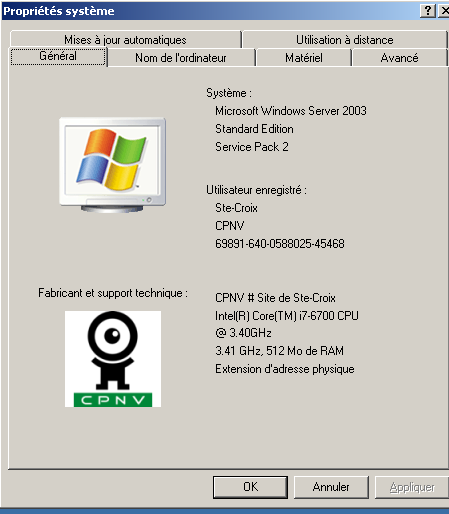 Propriétés système
Mises à jour automatiques
Utilisation à distance
Général
Nom de l'ordinateur
Matériel
Avancé
Système :
Microsoft Windows Server 2003
Standard Edition
Service Pack 2
Utilisateur enregistré :
Ste-Croix
CPNV
69891-640-0588025-45468
Fabricant et support technique :
CPNV # Site de Ste-Croix
Intel(R) Core(TM) i7-6700 CPU
@ 3.40GHz
3.41 GHz, 512 Mo de RAM
Extension d'adresse physique
CPNV
OK
Annuler
Appliquer